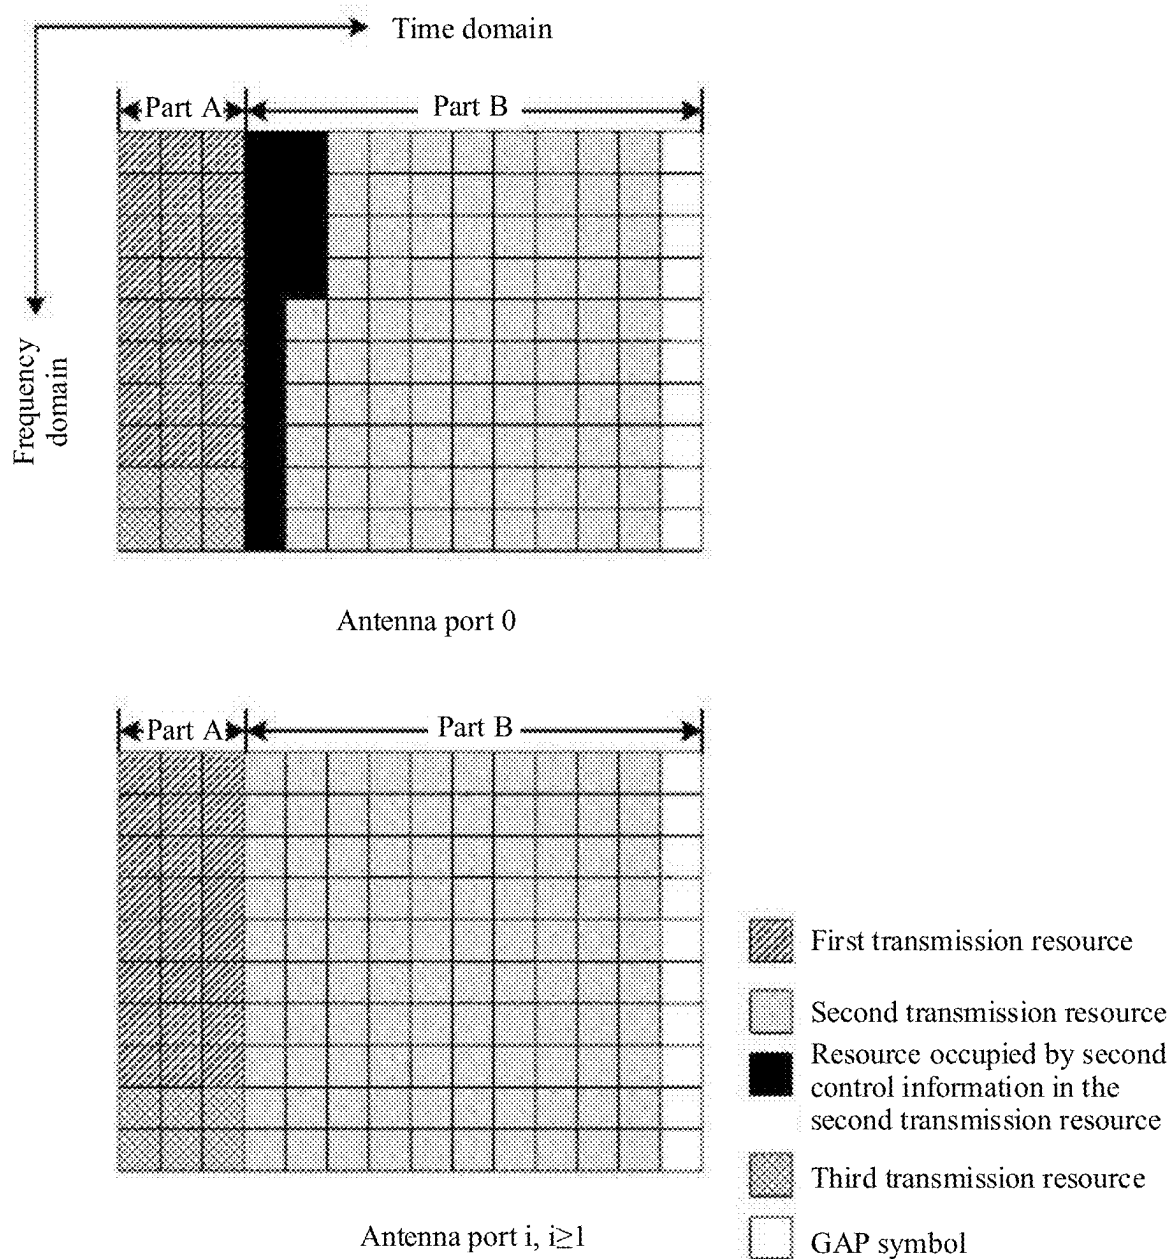 Time domain
Part A
Part B
Frequency
domain
Antenna port 0
Part A
Part B
First transmission resource
Second transmission resource
Resource occupied by second
control information in the
second transmission resource
Third transmission resource
GAP symbol
Antenna port i, i≥1